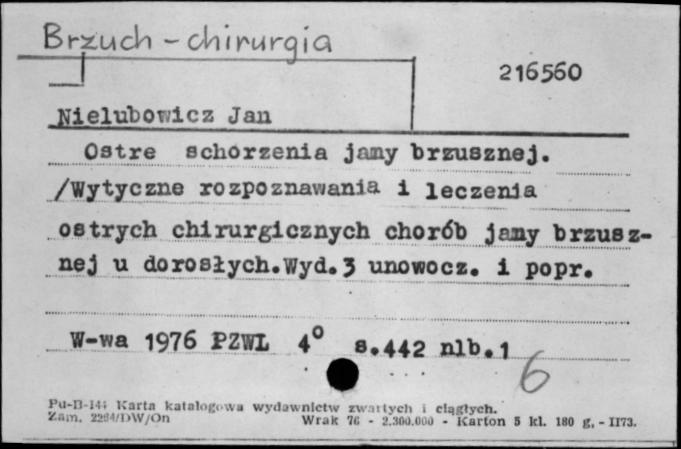 Brzuch - chirurgia
216560
Nielubowicz Jan
Ostre schorzenia jamy brzusznej.
/Wytyczne rozpoznawania i leczenia
ostrych chirurgicznych chorób jamy brzusz-
nej u dorosłych.Wyd.3 unowocz. i popr.
W-wa 1976 PZWL 4° s.442 nlb.1
6
Pu-B-144 Karta katalogowa wydawnictw zwartych i ciągłych.
Zam. 2264/DW/On Wrak 76 - 2.300.000 - Karton 5 kl. 180 g. - II73.